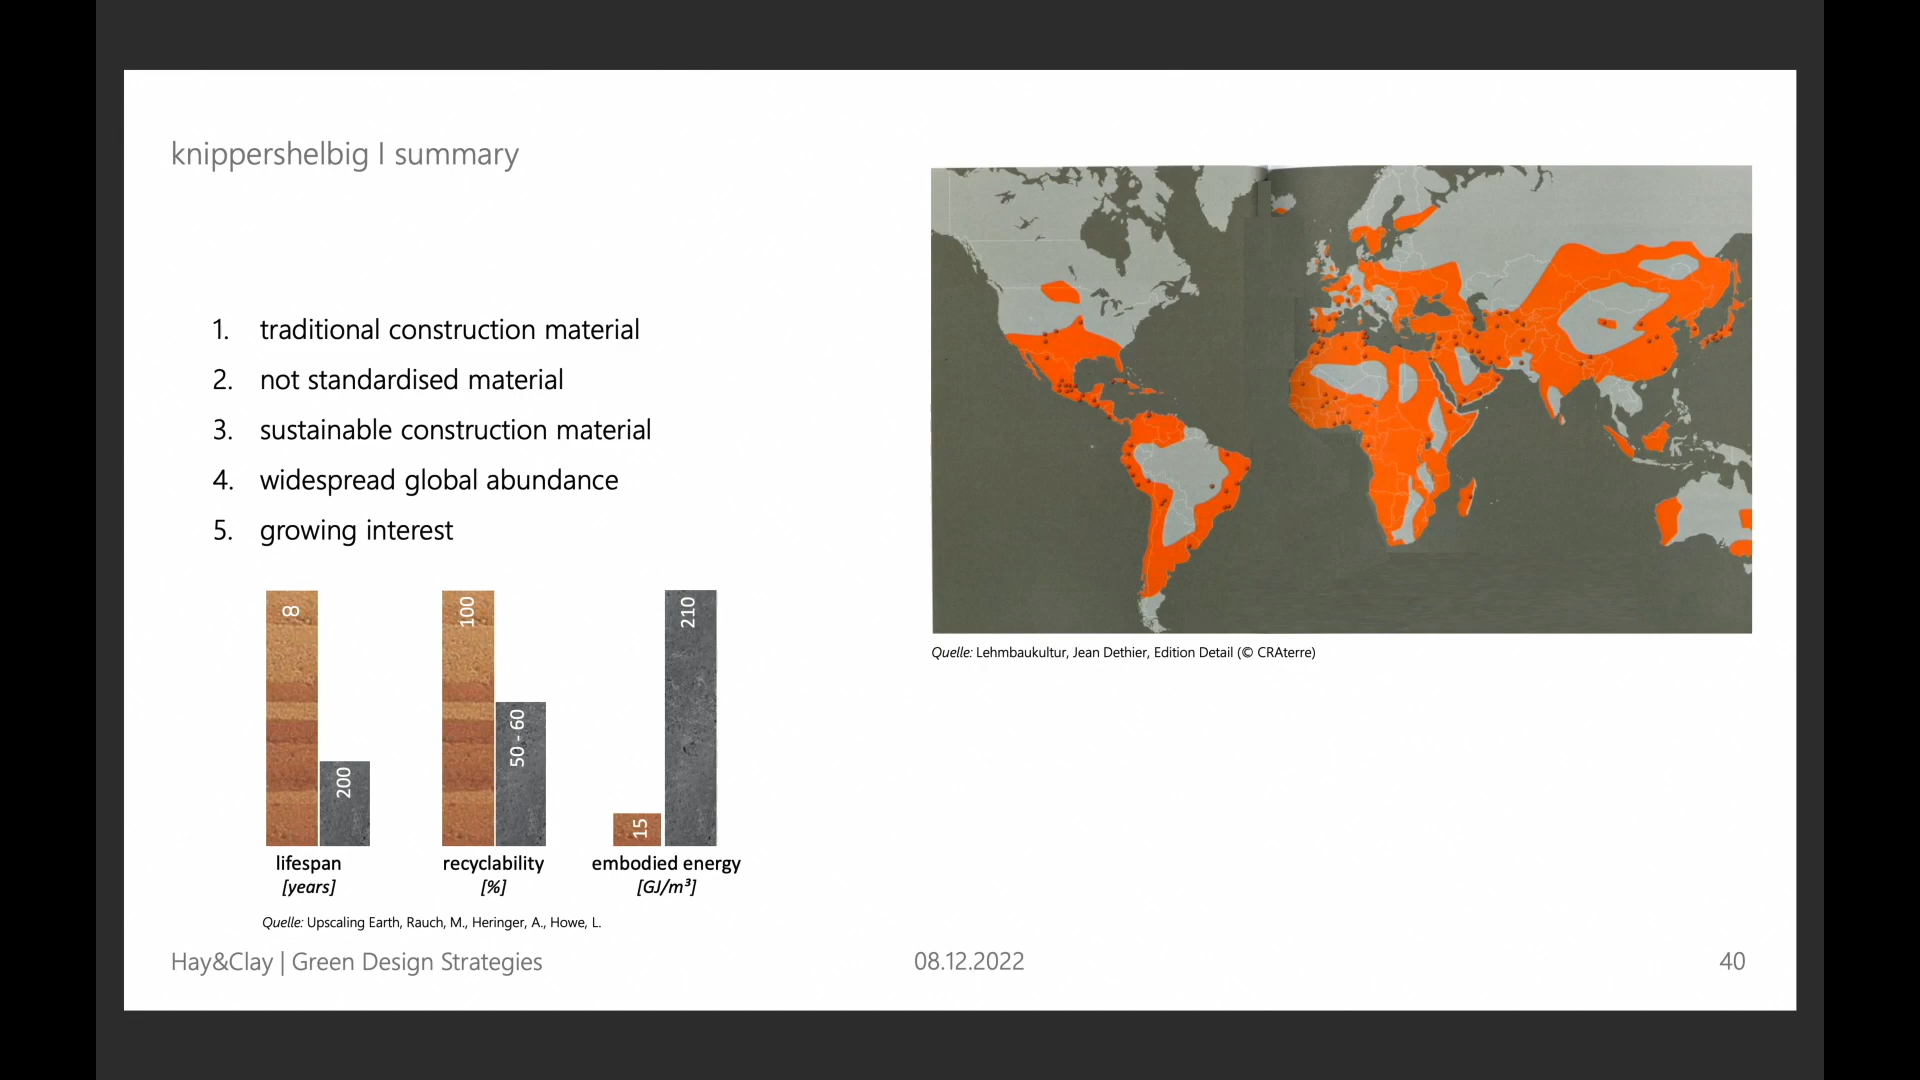 knippershelbig I summary
1. traditional construction material
2. not standardised material
3. sustainable construction material
4. widespread global abundance
5. growing interest
∞
200
100
50 - 60
15
210
lifespan
[years]
recyclability
[%]
embodied energy
[GJ/m³]
Quelle: Upscaling Earth, Rauch, M., Heringer, A., Howe, L.
Quelle: Lehmbaukultur, Jean Dethier, Edition Detail (© CRAterre)
Hay&Clay | Green Design Strategies
08.12.2022
40